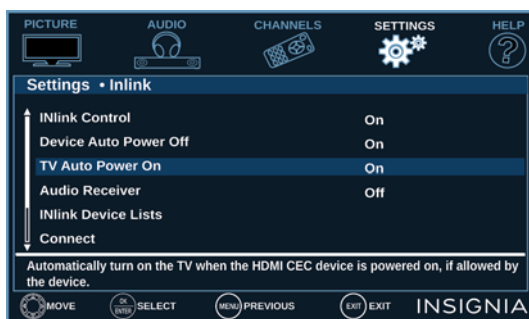 PICTURE AUDIO CHANNELS SETTINGS HELP
Settings • Inlink
INlink Control On
Device Auto Power Off On
TV Auto Power On On
Audio Receiver Off
INlink Device Lists
Connect
Automatically turn on the TV when the HDMI CEC device is powered on, if allowed by
the device.
MOVE OK ENTER SELECT MENU PREVIOUS EXIT EXIT INSIGNIA